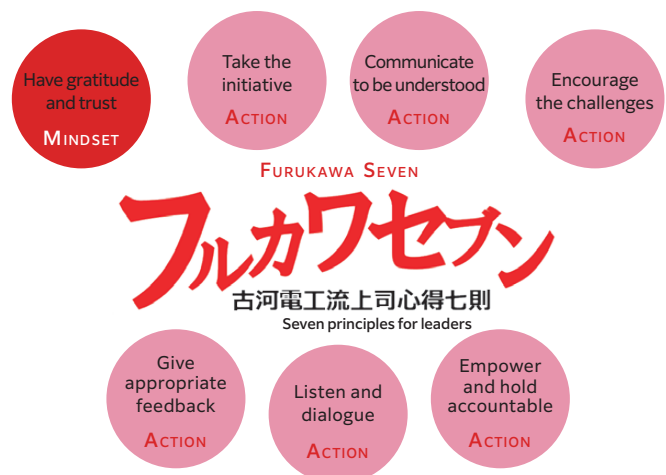 Have gratitude
and trust
MINDSET
Take the
initiative
ACTION
Communicate
to be understood
ACTION
Encourage
the challenges
ACTION
FURUKAWA SEVEN
フルカワセブン
古河電工流上司心得七則
Seven principles for leaders
Give
appropriate
feedback
ACTION
Listen and
dialogue
ACTION
Empower
and hold
accountable
ACTION